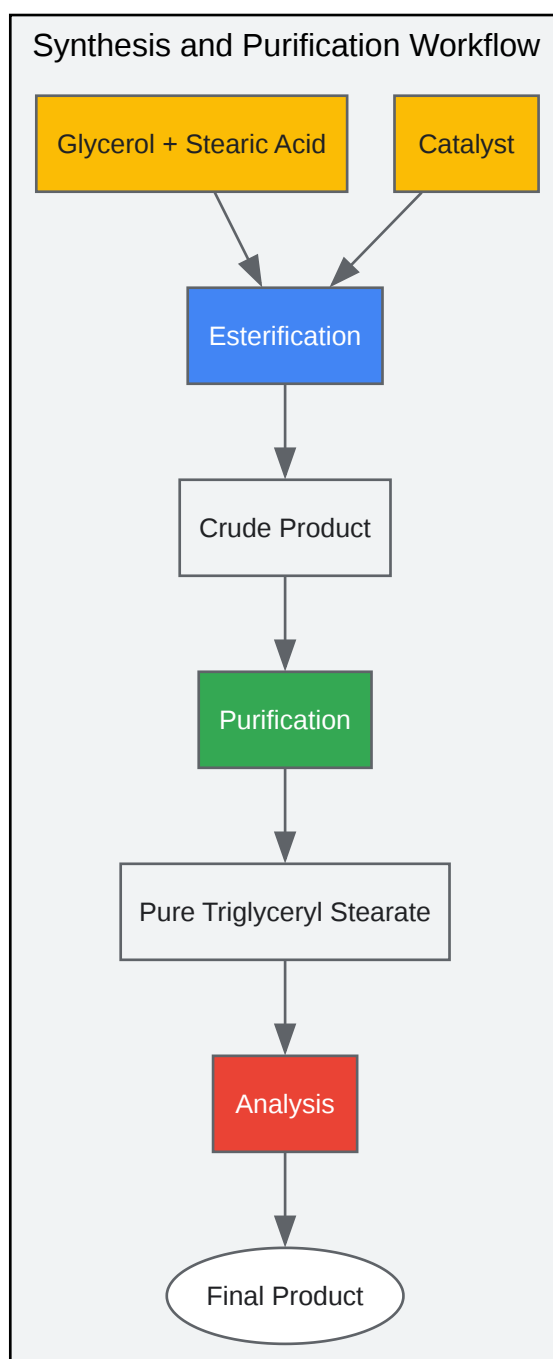 Synthesis and Purification Workflow
Glycerol + Stearic Acid
Catalyst
Esterification
Crude Product
Purification
Pure Triglyceryl Stearate
Analysis
Final Product